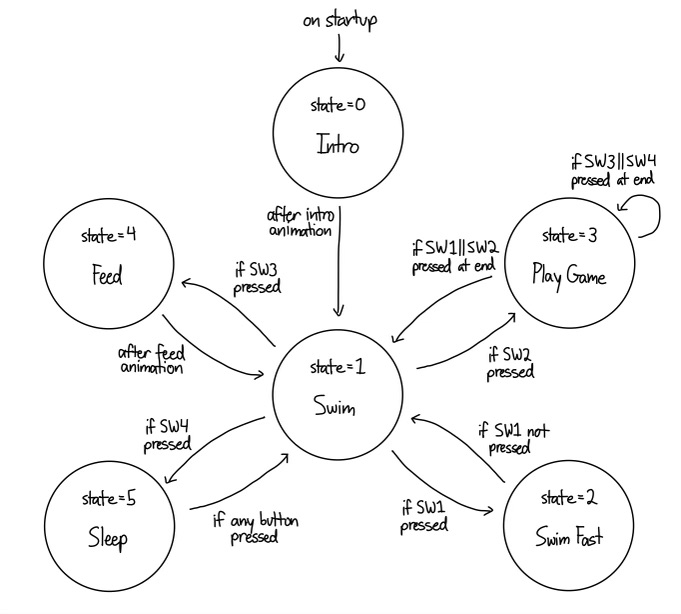 on startup
state=0
Intro
if SW3||SW4
pressed at end
after intro
animation
state=4
Feed
if SW3
pressed
if SW1||SW2
pressed at end
state=3
Play Game
after feed
animation
state=1
Swim
if SW2
pressed
if SW4
pressed
if SW1 not
pressed
state=5
Sleep
if any button
pressed
if SW1
pressed
state=2
Swim Fast